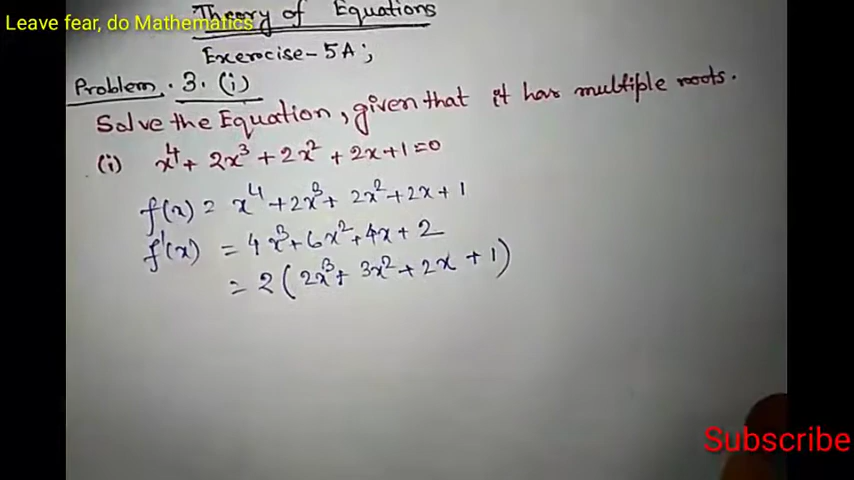 Theory of Equations
Leave fear, do Mathematics
Exercise-5A;
Problem. 3. (i)
Solve the Equation, given that it has multiple roots.
(i) x⁴ + 2x³ + 2x² + 2x + 1 = 0
f(x) = x⁴ + 2x³ + 2x² + 2x + 1
f'(x) = 4x³ + 6x² + 4x + 2
= 2(2x³ + 3x² + 2x + 1)
Subscribe